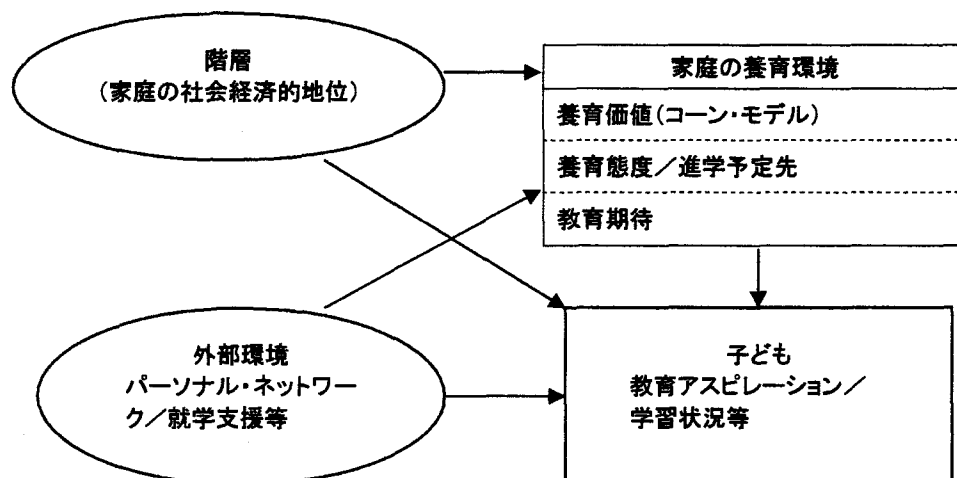 階層
(家庭の社会経済的地位)
家庭の養育環境
養育価値(コーン・モデル)
養育態度／進学予定先
教育期待
外部環境
パーソナル・ネットワー
ク／就学支援等
子ども
教育アスピレーション／
学習状況等